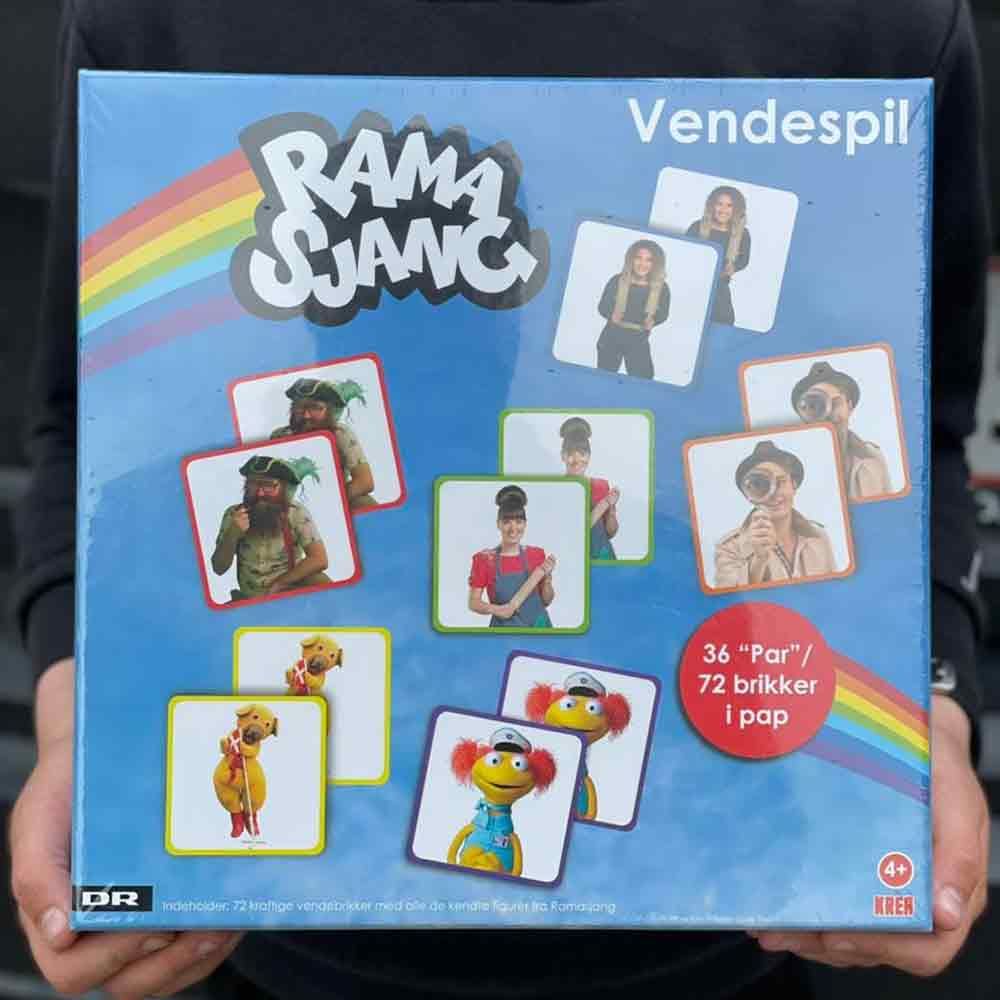 Vendespil
RAMA
SJANG
36 "Par"/
72 brikker
i pap
4+
KREA
DR
Indeholder: 72 kraftige vendebrikker med alle de kendte figurer fra Ramasjang